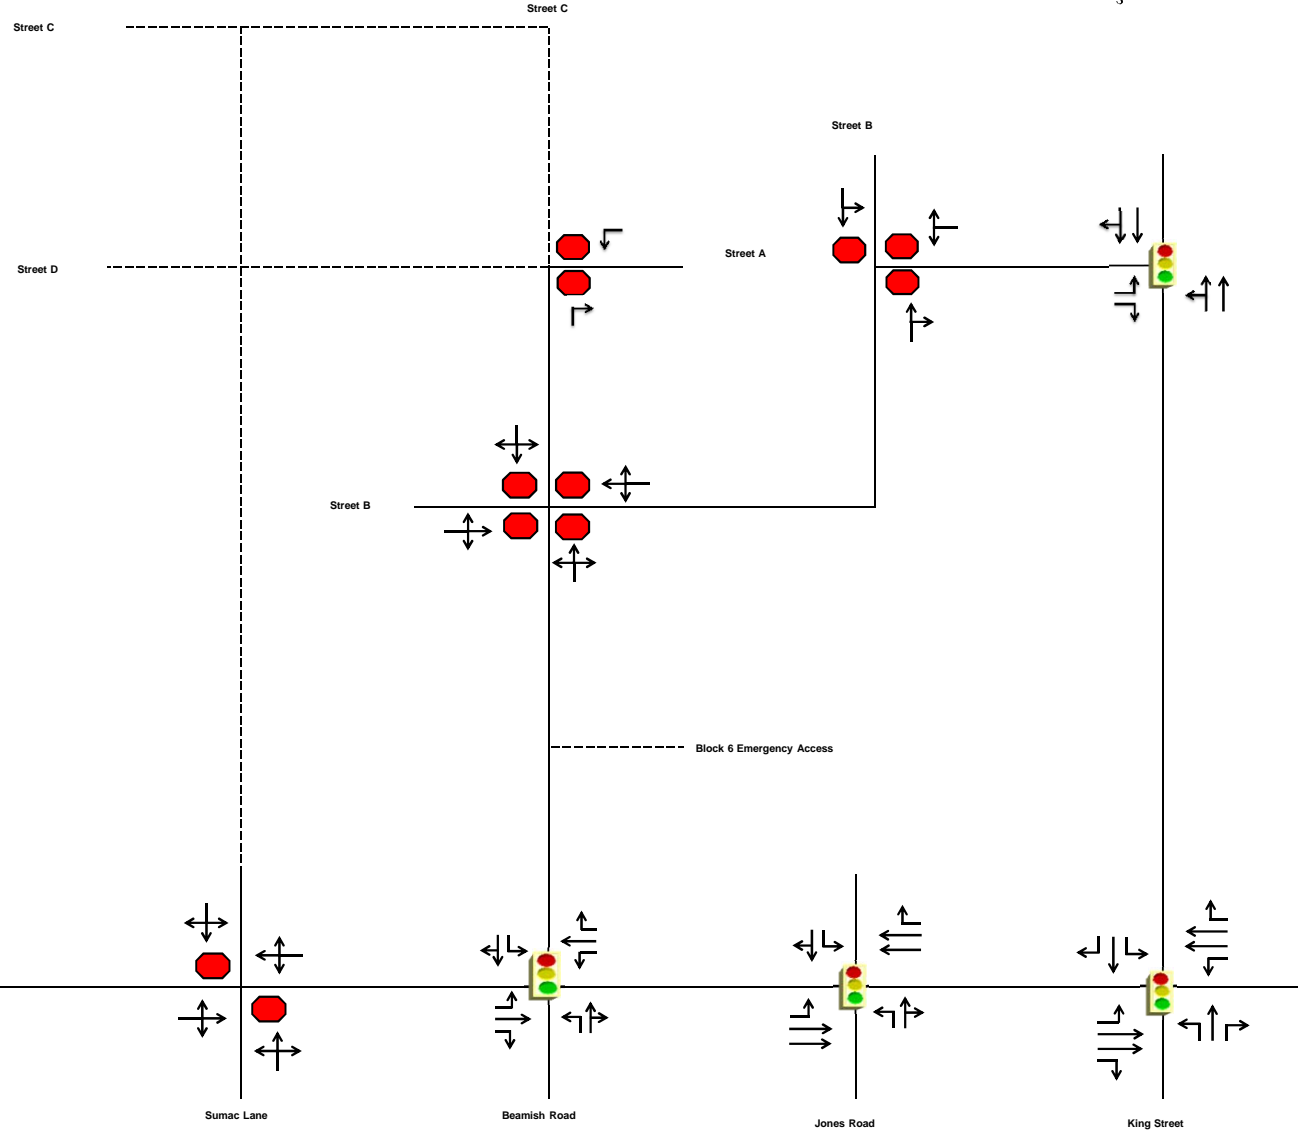 Street C
Street C
Street B
Street A
Street D
Street B
Block 6 Emergency Access
Sumac Lane
Beamish Road
Jones Road
King Street